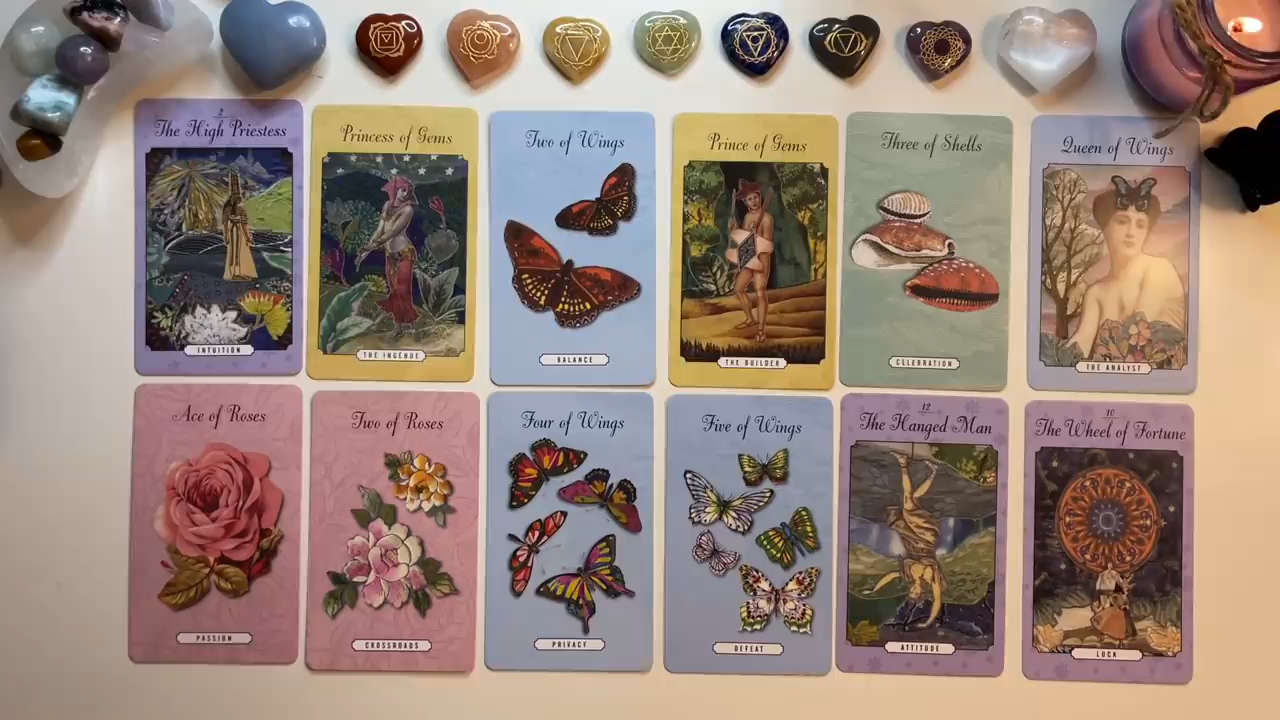 2
The High Priestess
INTUITION
Princess of Gems
THE INGÉNUE
Two of Wings
BALANCE
Prince of Gems
THE BUILDER
Three of Shells
CELEBRATION
Queen of Wings
THE ANALYST
Ace of Roses
PASSION
Two of Roses
CROSSROADS
Four of Wings
PRIVACY
Five of Wings
DEFEAT
12
The Hanged Man
ATTITUDE
10
The Wheel of Fortune
LUCK